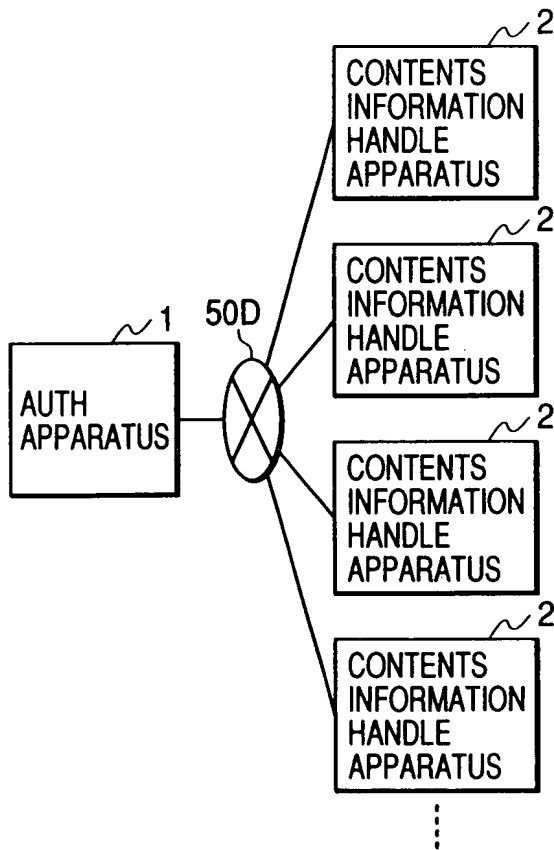 2
CONTENTS
INFORMATION
HANDLE
APPARATUS
2
CONTENTS
INFORMATION
HANDLE
APPARATUS
50D
1
AUTH
APPARATUS
2
CONTENTS
INFORMATION
HANDLE
APPARATUS
2
CONTENTS
INFORMATION
HANDLE
APPARATUS